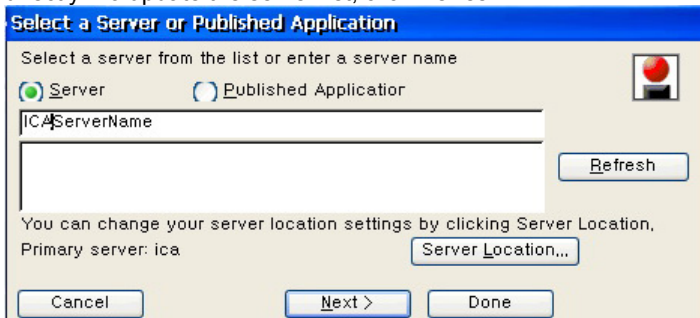 Select a Server or Published Application
Select a server from the list or enter a server name
Server
Published Applicatior
ICAServerName
Refresh
You can change your server location settings by clicking Server Location,
Primary server: ica
Server Location,,,
Cancel
Next >
Done